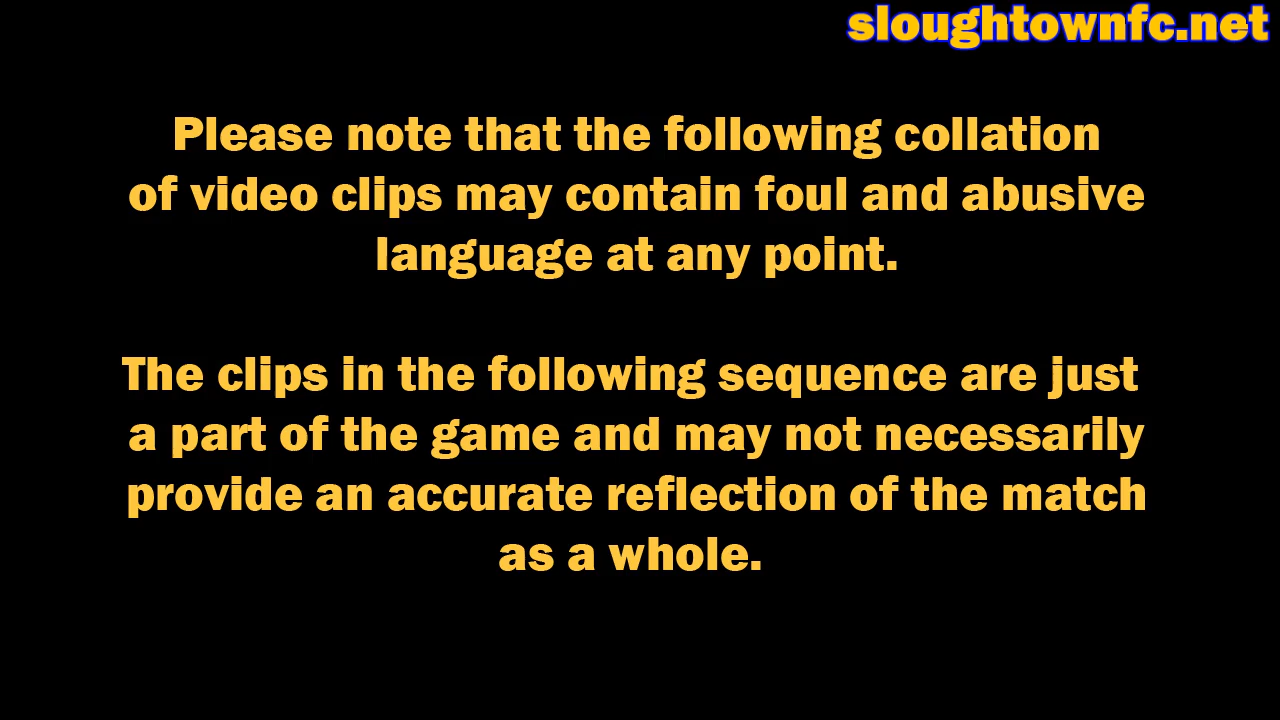 sloughtownfc.net
Please note that the following collation
of video clips may contain foul and abusive
language at any point.
The clips in the following sequence are just
a part of the game and may not necessarily
provide an accurate reflection of the match
as a whole.